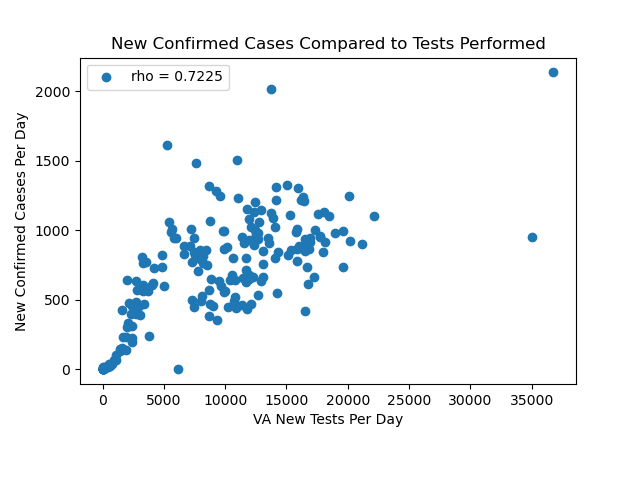 New Confirmed Cases Compared to Tests Performed
rho = 0.7225
New Confirmed Caeses Per Day
2000
1500
1000
500
0
0 5000 10000 15000 20000 25000 30000 35000
VA New Tests Per Day